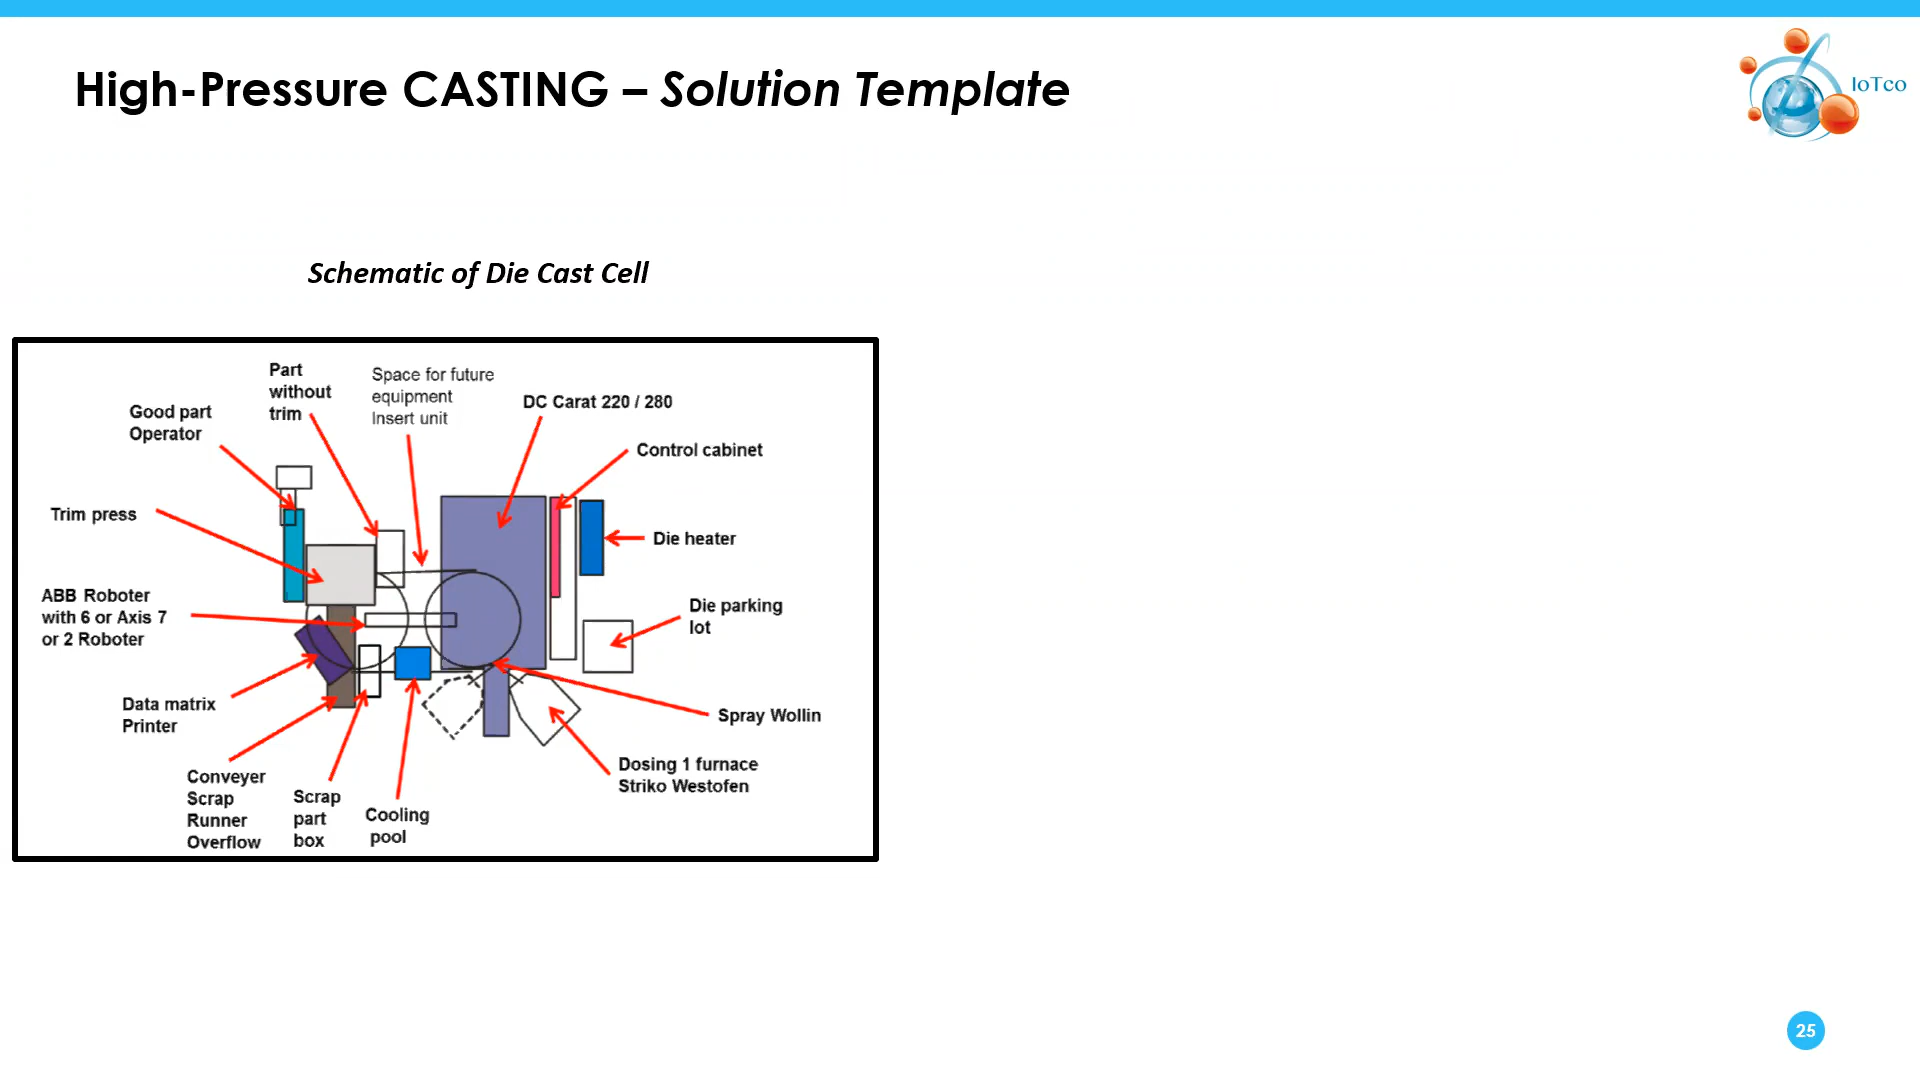 High-Pressure CASTING – Solution Template
IoTco
Schematic of Die Cast Cell
Part
without
trim
Space for future
equipment
Insert unit
DC Carat 220 / 280
Good part
Operator
Control cabinet
Trim press
Die heater
ABB Roboter
with 6 or Axis 7
or 2 Roboter
Die parking
lot
Data matrix
Printer
Spray Wollin
Dosing 1 furnace
Striko Westofen
Conveyer
Scrap
Runner
Overflow
Scrap
part
box
Cooling
pool
25